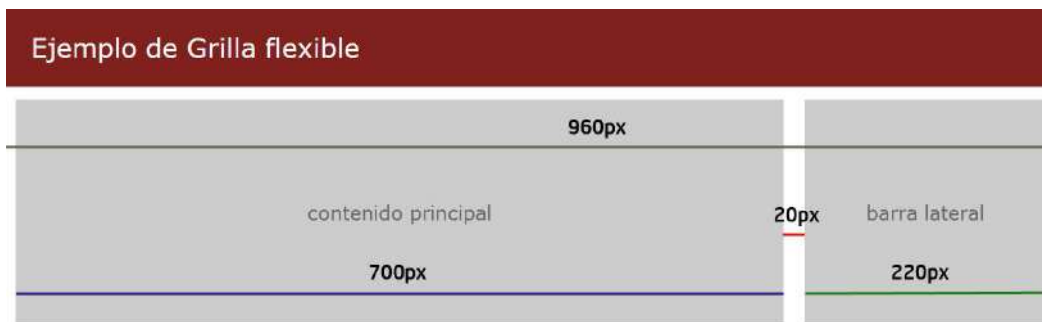 Ejemplo de Grilla flexible
960px
contenido principal
20px
barra lateral
700px
220px